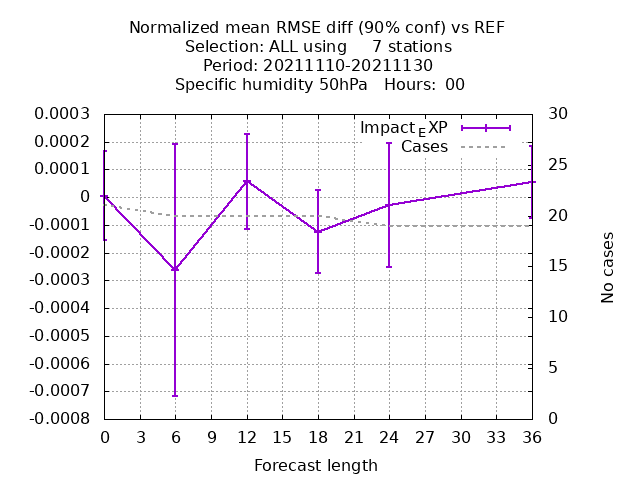 Normalized mean RMSE diff (90% conf) vs REF
Selection: ALL using 7 stations
Period: 20211110-20211130
Specific humidity 50hPa Hours: 00
0.0003
0.0002
0.0001
0
-0.0001
-0.0002
-0.0003
-0.0004
-0.0005
-0.0006
-0.0007
-0.0008
Impact_EXP
Cases
30
25
20
15
10
5
0
No cases
0 3 6 9 12 15 18 21 24 27 30 33 36
Forecast length